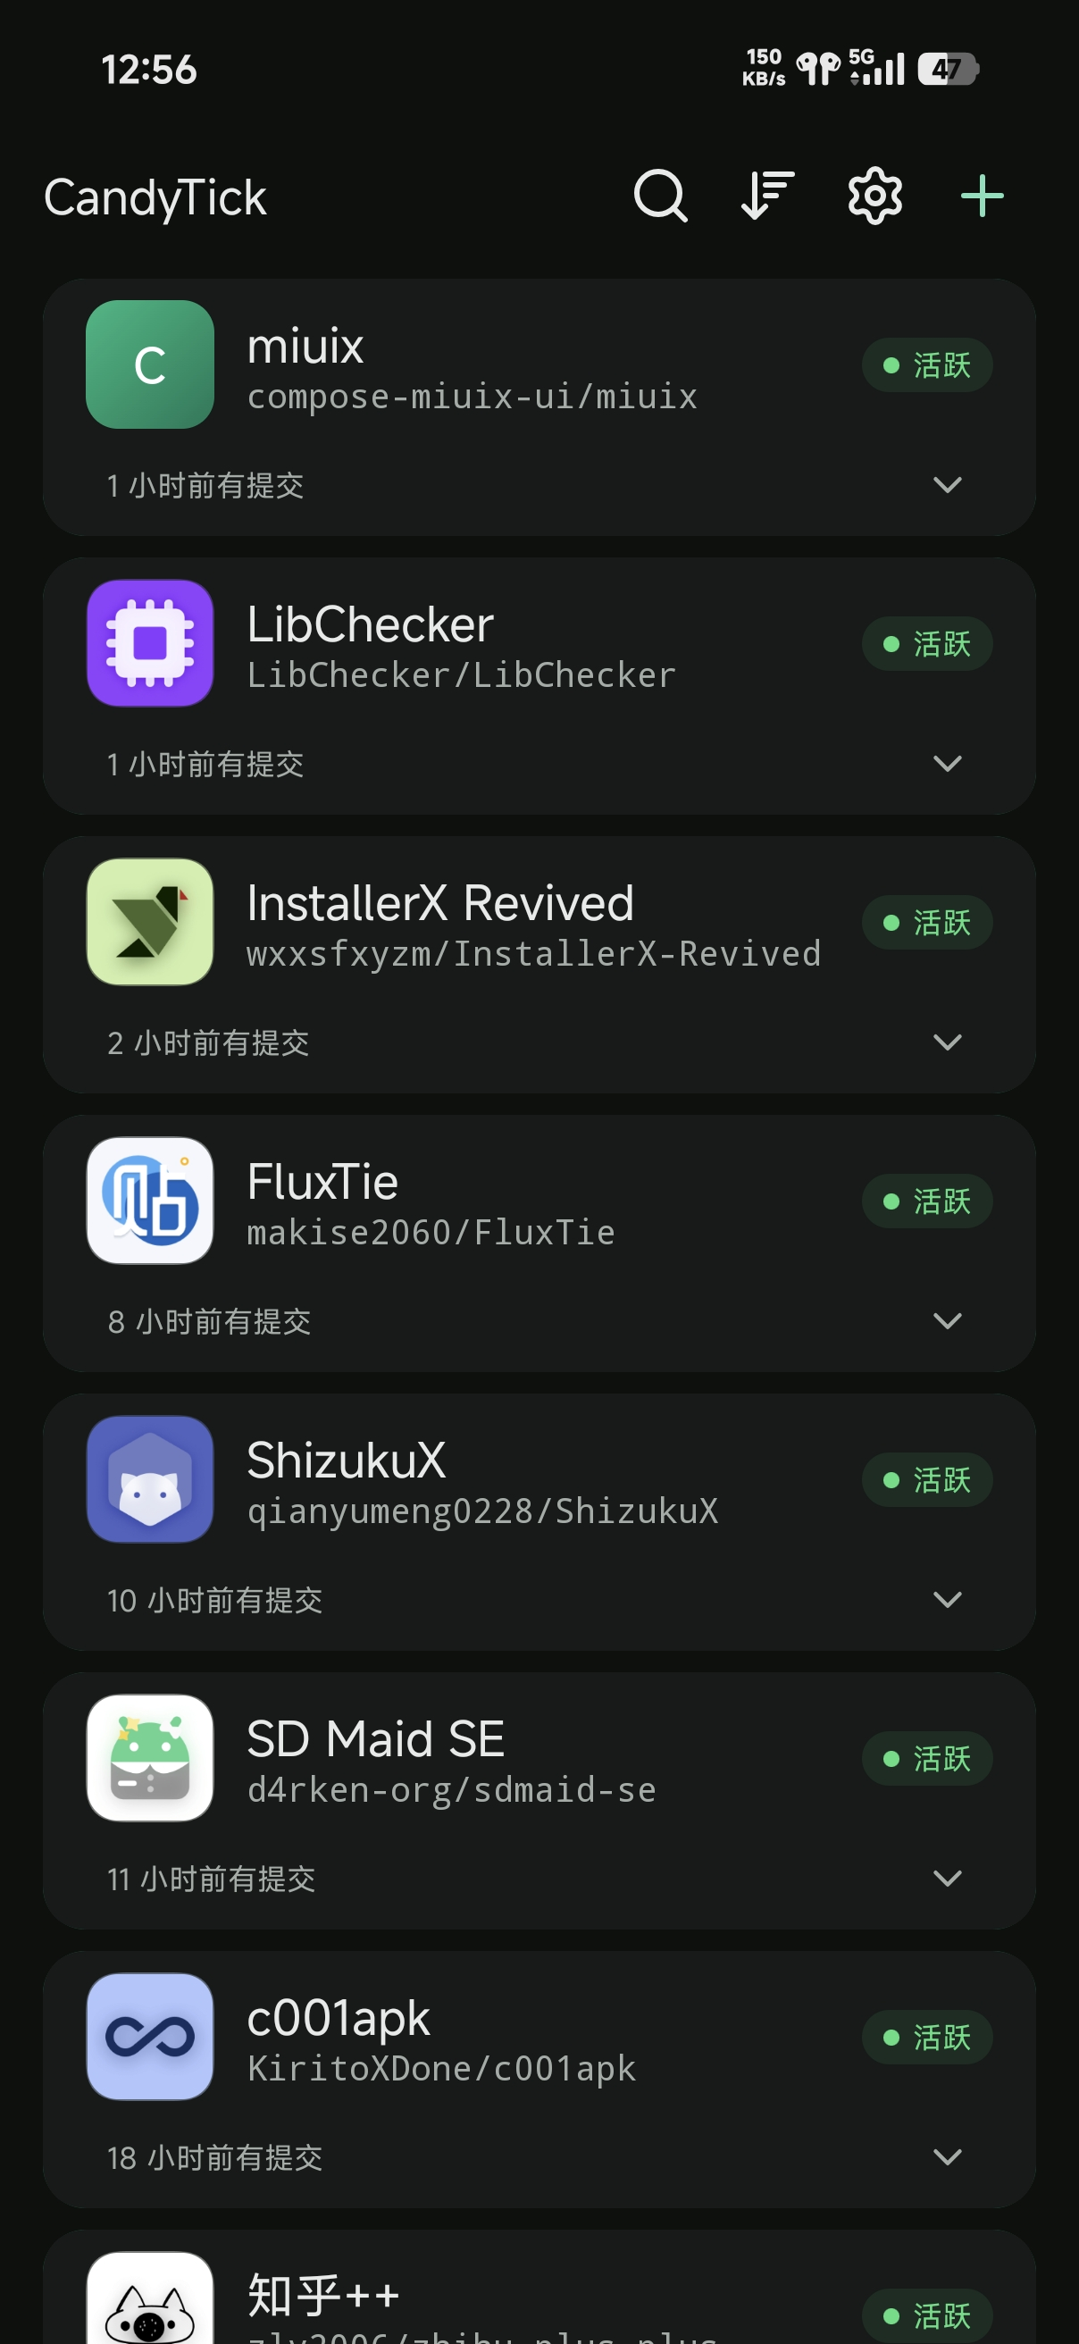 12:56
150 KB/s 5G 47
CandyTick
C
miuix
compose-miuix-ui/miuix
活跃
1 小时前有提交
LibChecker
LibChecker/LibChecker
活跃
1 小时前有提交
InstallerX Revived
wxxsfxyzm/InstallerX-Revived
活跃
2 小时前有提交
贴
FluxTie
makise2060/FluxTie
活跃
8 小时前有提交
ShizukuX
qianyumeng0228/ShizukuX
活跃
10 小时前有提交
SD Maid SE
d4rken-org/sdmaid-se
活跃
11 小时前有提交
c001apk
KiritoXDone/c001apk
活跃
18 小时前有提交
知乎++
活跃